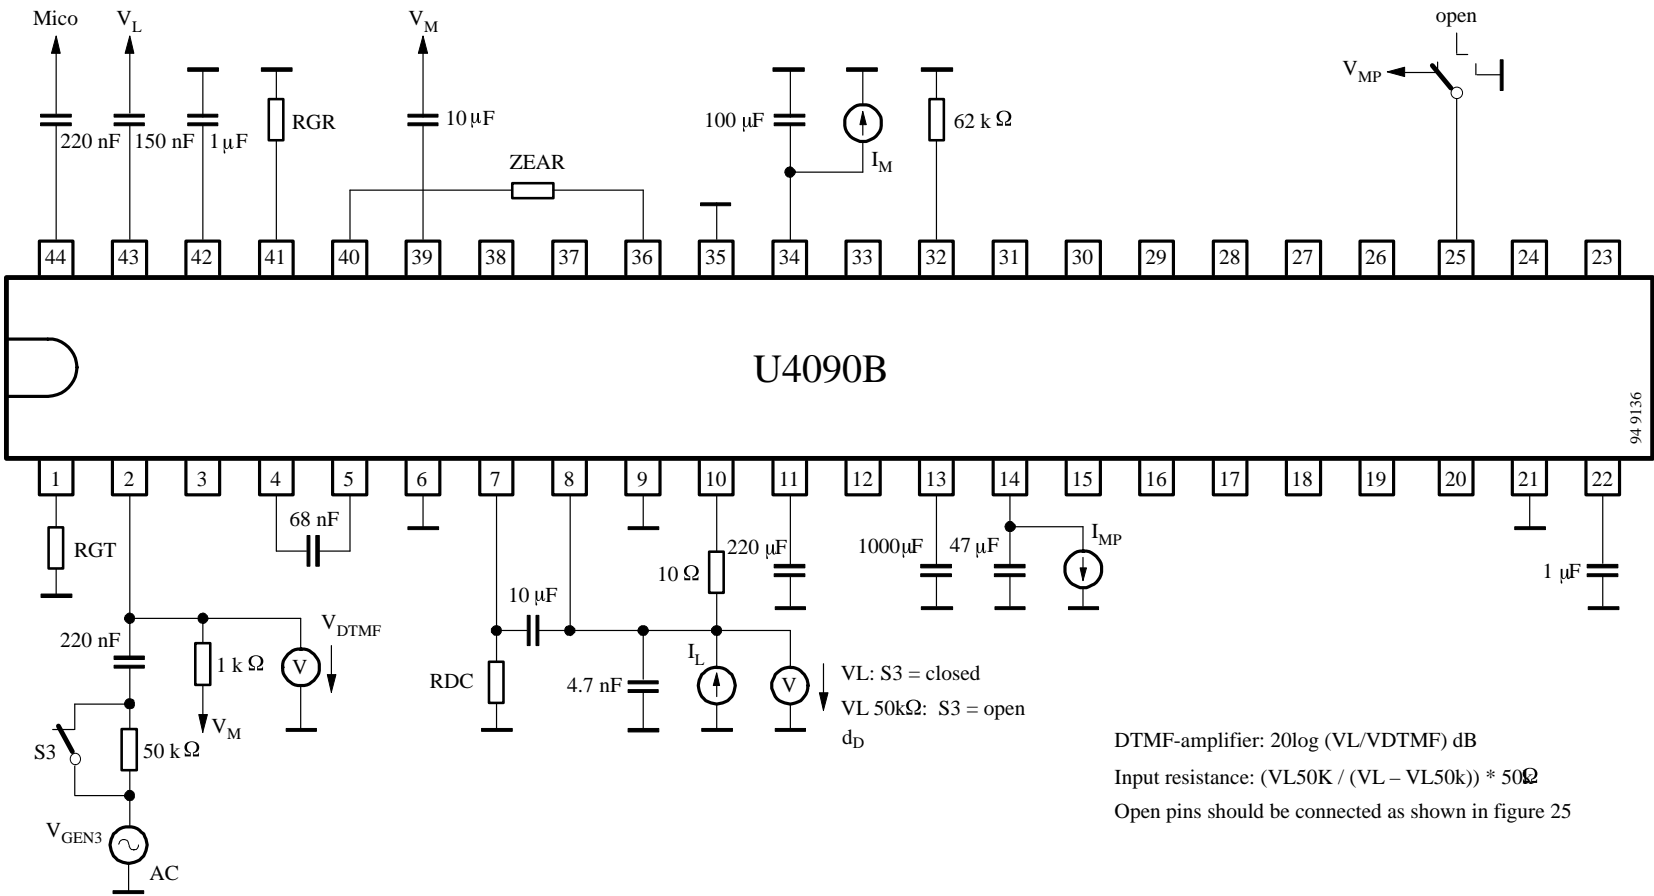 Mico
V_L
V_M
open
V_MP
220 nF
150 nF
1 µF
RGR
10 µF
100 µF
I_M
62 k Ω
ZEAR
44 43 42 41 40 39 38 37 36 35 34 33 32 31 30 29 28 27 26 25 24 23
U4090B
94 9136
1 2 3 4 5 6 7 8 9 10 11 12 13 14 15 16 17 18 19 20 21 22
RGT
68 nF
10 Ω
220 µF
1000 µF
47 µF
I_MP
1 µF
10 µF
220 nF
1 k Ω
V
V_DTMF
V_M
S3
50 k Ω
V_GEN3
AC
RDC
4.7 nF
I_L
V
VL: S3 = closed
VL 50kΩ: S3 = open
d_D
DTMF-amplifier: 20log (VL/VDTMF) dB
Input resistance: (VL50K / (VL – VL50k)) * 50kΩ
Open pins should be connected as shown in figure 25